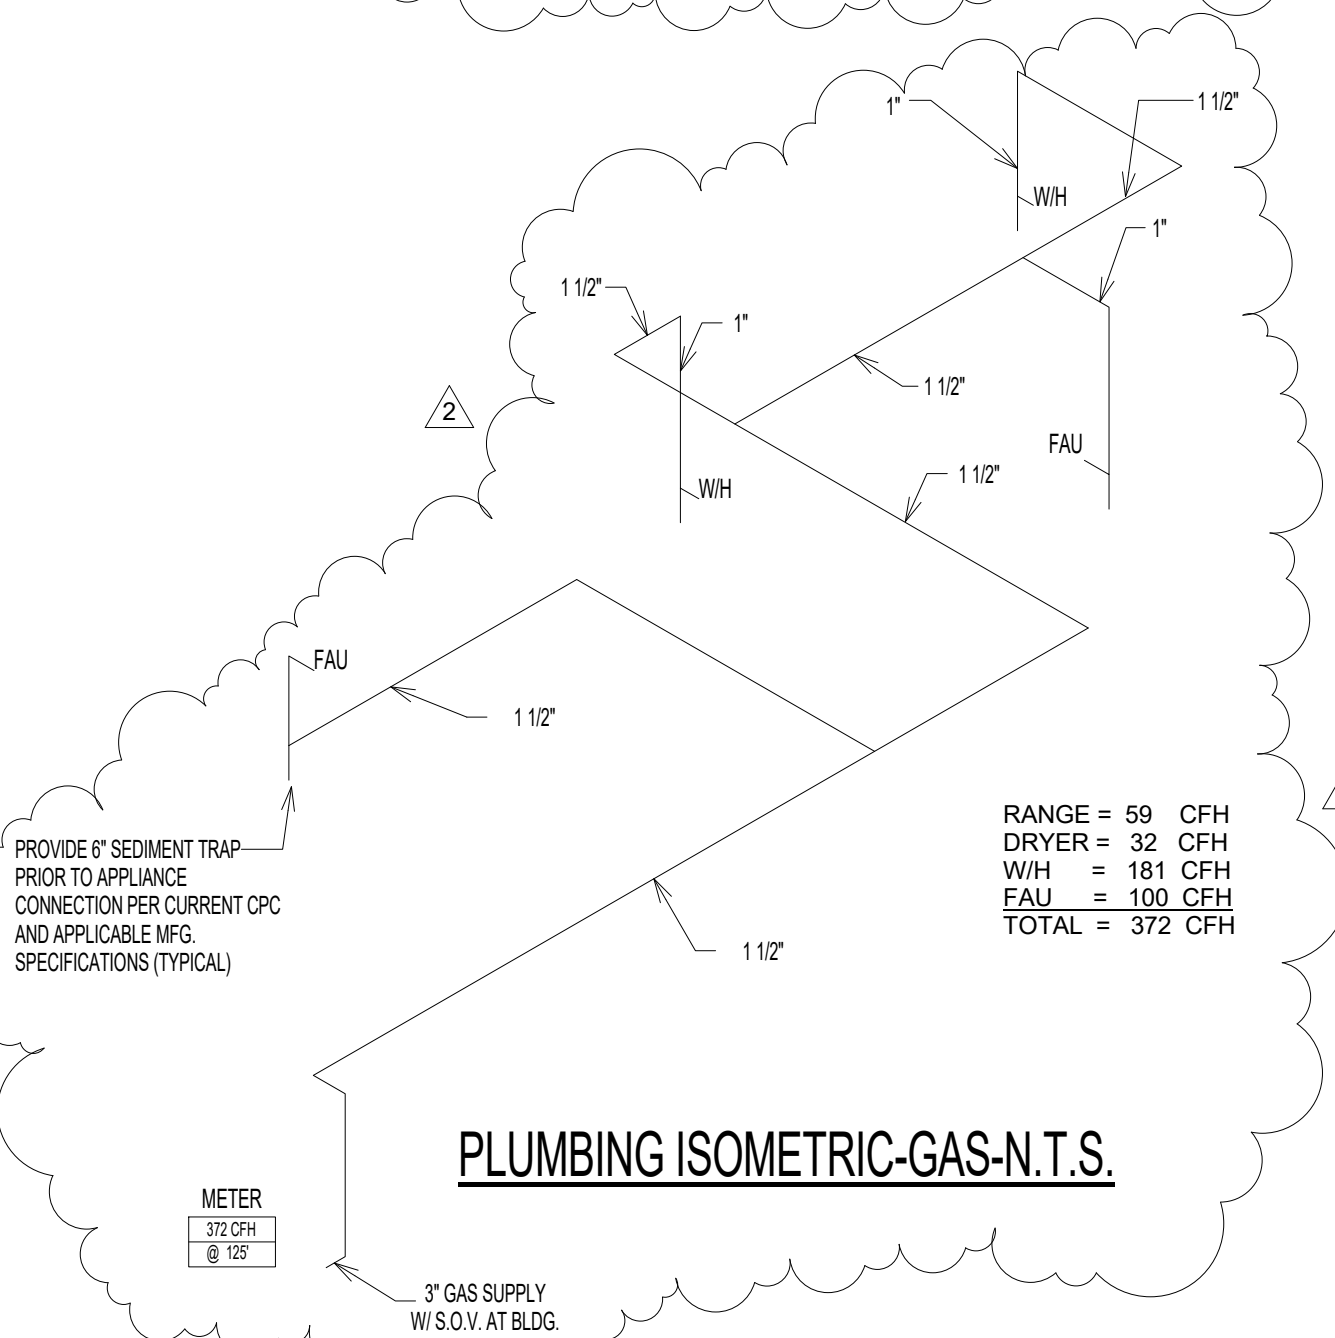 1"
1 1/2"
W/H
1"
1 1/2"
1"
1 1/2"
2
FAU
1 1/2"
W/H
FAU
1 1/2"
RANGE = 59 CFH
DRYER = 32 CFH
W/H = 181 CFH
FAU = 100 CFH
TOTAL = 372 CFH
PROVIDE 6" SEDIMENT TRAP
PRIOR TO APPLIANCE
CONNECTION PER CURRENT CPC
AND APPLICABLE MFG.
SPECIFICATIONS (TYPICAL)
1 1/2"
PLUMBING ISOMETRIC-GAS-N.T.S.
METER
372 CFH
@ 125'
3" GAS SUPPLY
W/ S.O.V. AT BLDG.